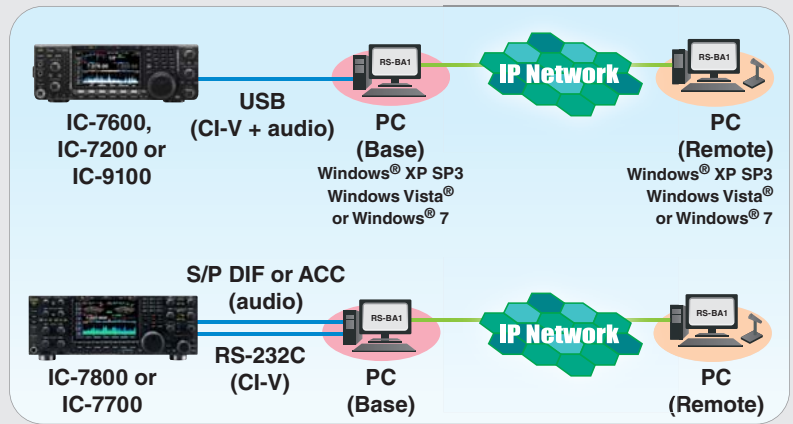 RS-BA1
IP Network
RS-BA1
USB
(CI-V + audio)
IC-7600,
IC-7200 or
IC-9100
PC
(Base)
Windows® XP SP3
Windows Vista®
or Windows® 7
PC
(Remote)
Windows® XP SP3
Windows Vista®
or Windows® 7
S/P DIF or ACC
(audio)
RS-BA1
IP Network
RS-BA1
RS-232C
(CI-V)
IC-7800 or
IC-7700
PC
(Base)
PC
(Remote)